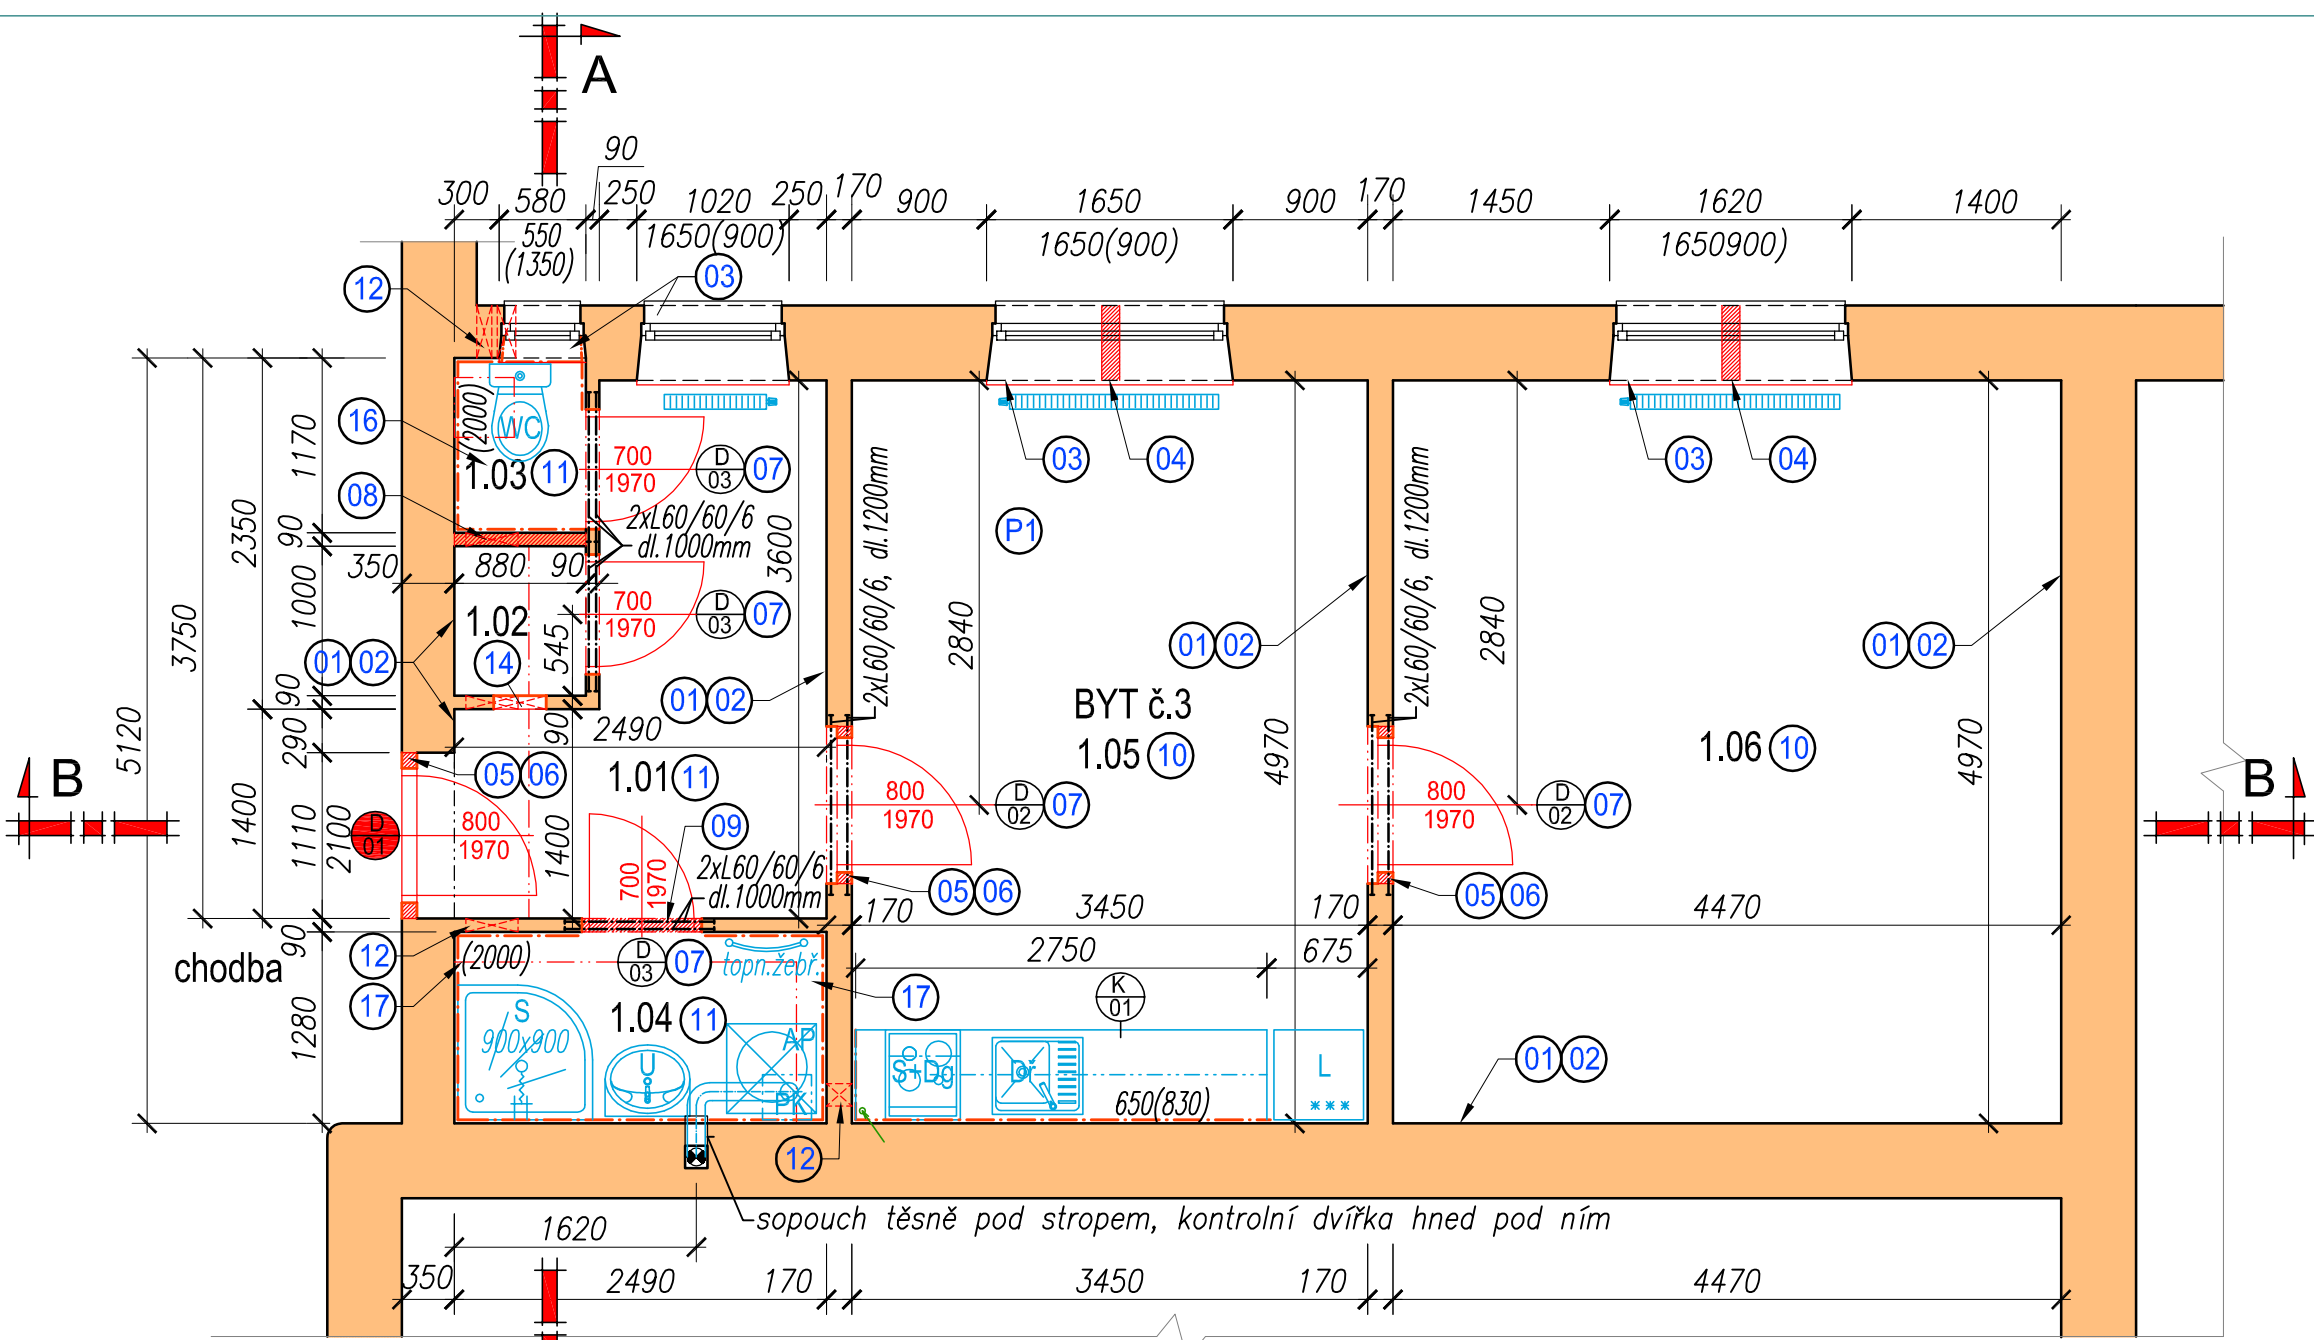 A
90
300 580 250 1020 250 170 900 1650 900 170 1450 1620 1400
550
(1350)
1650(900)
1650(900)
1650900)
12
03
16
(2000)
WC
1.03 11
700
1970
D
03
07
03
04
03
04
08
2xL60/60/6
dl.1000mm
P1
2xL60/60/6, dl.1200mm
2xL60/60/6, dl.1200mm
350 880 90
1170
90
1000
90
290
1110
2100
90
1280
2350
1400
3750
5120
3600
2840
4970
2840
4970
1.02
14
545
90
1400
700
1970
D
03
07
01 02
01 02
01 02
01 02
2490
BYT č.3
1.05 10
1.06 10
B
05 06
1.01 11
D
01
800
1970
09
700
1970
2xL60/60/6
dl.1000mm
800
1970
D
02
07
800
1970
D
02
07
B
05 06
05 06
170 3450 170 4470
chodba
12
17
(2000)
D
03
07
topn.žebř.
17
2750 675
K
01
S
900x900
1.04 11
U
AP
PK
S+Dg
Dř
L
***
650(830)
01 02
12
sopouch těsně pod stropem, kontrolní dvířka hned pod ním
1620
350 2490 170 3450 170 4470